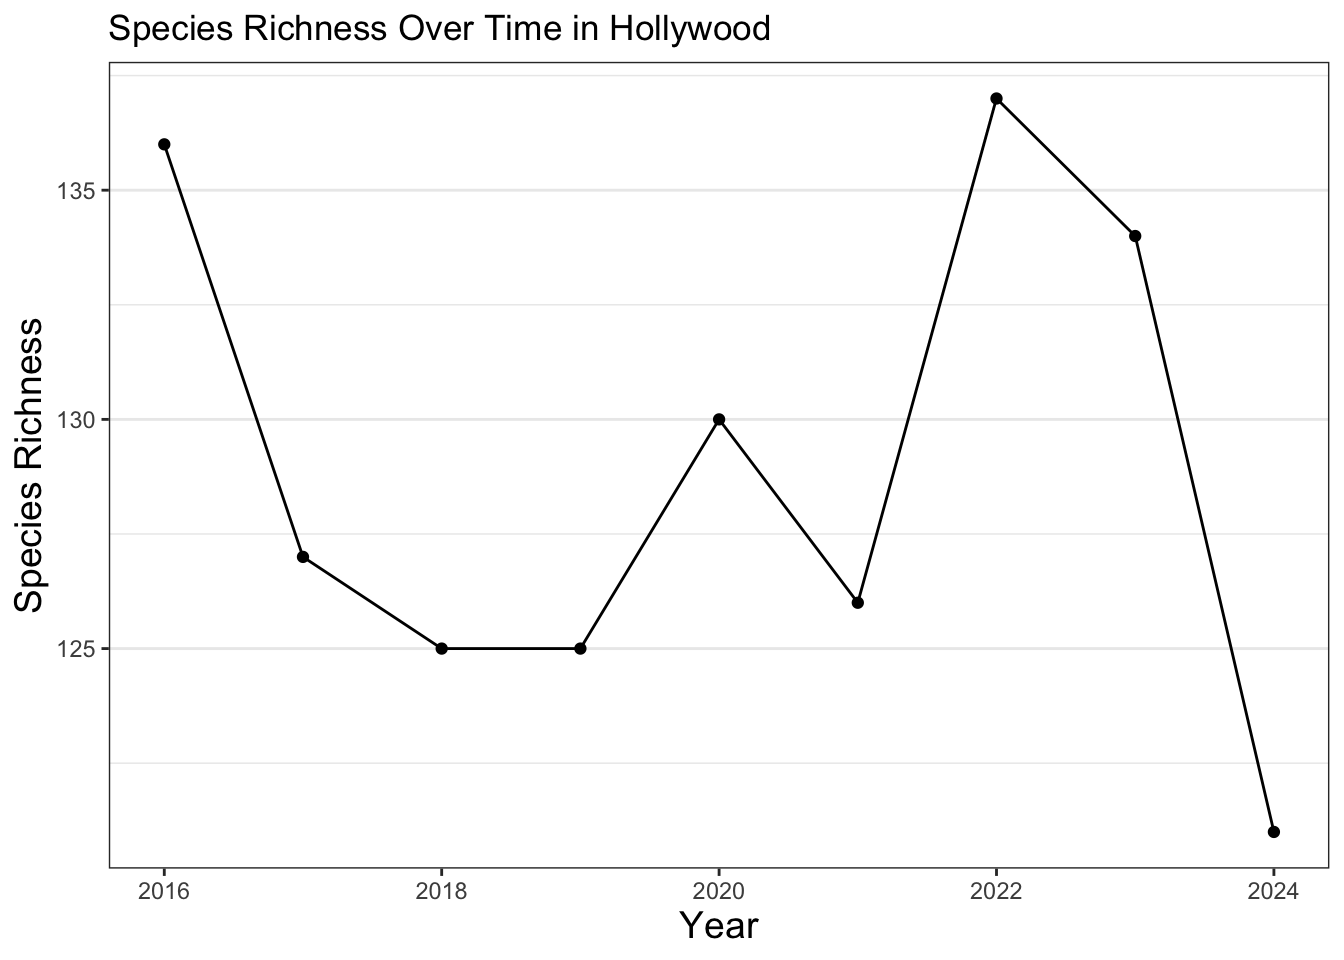 Species Richness Over Time in Hollywood
135
130
125
Species Richness
2016 2018 2020 2022 2024
Year